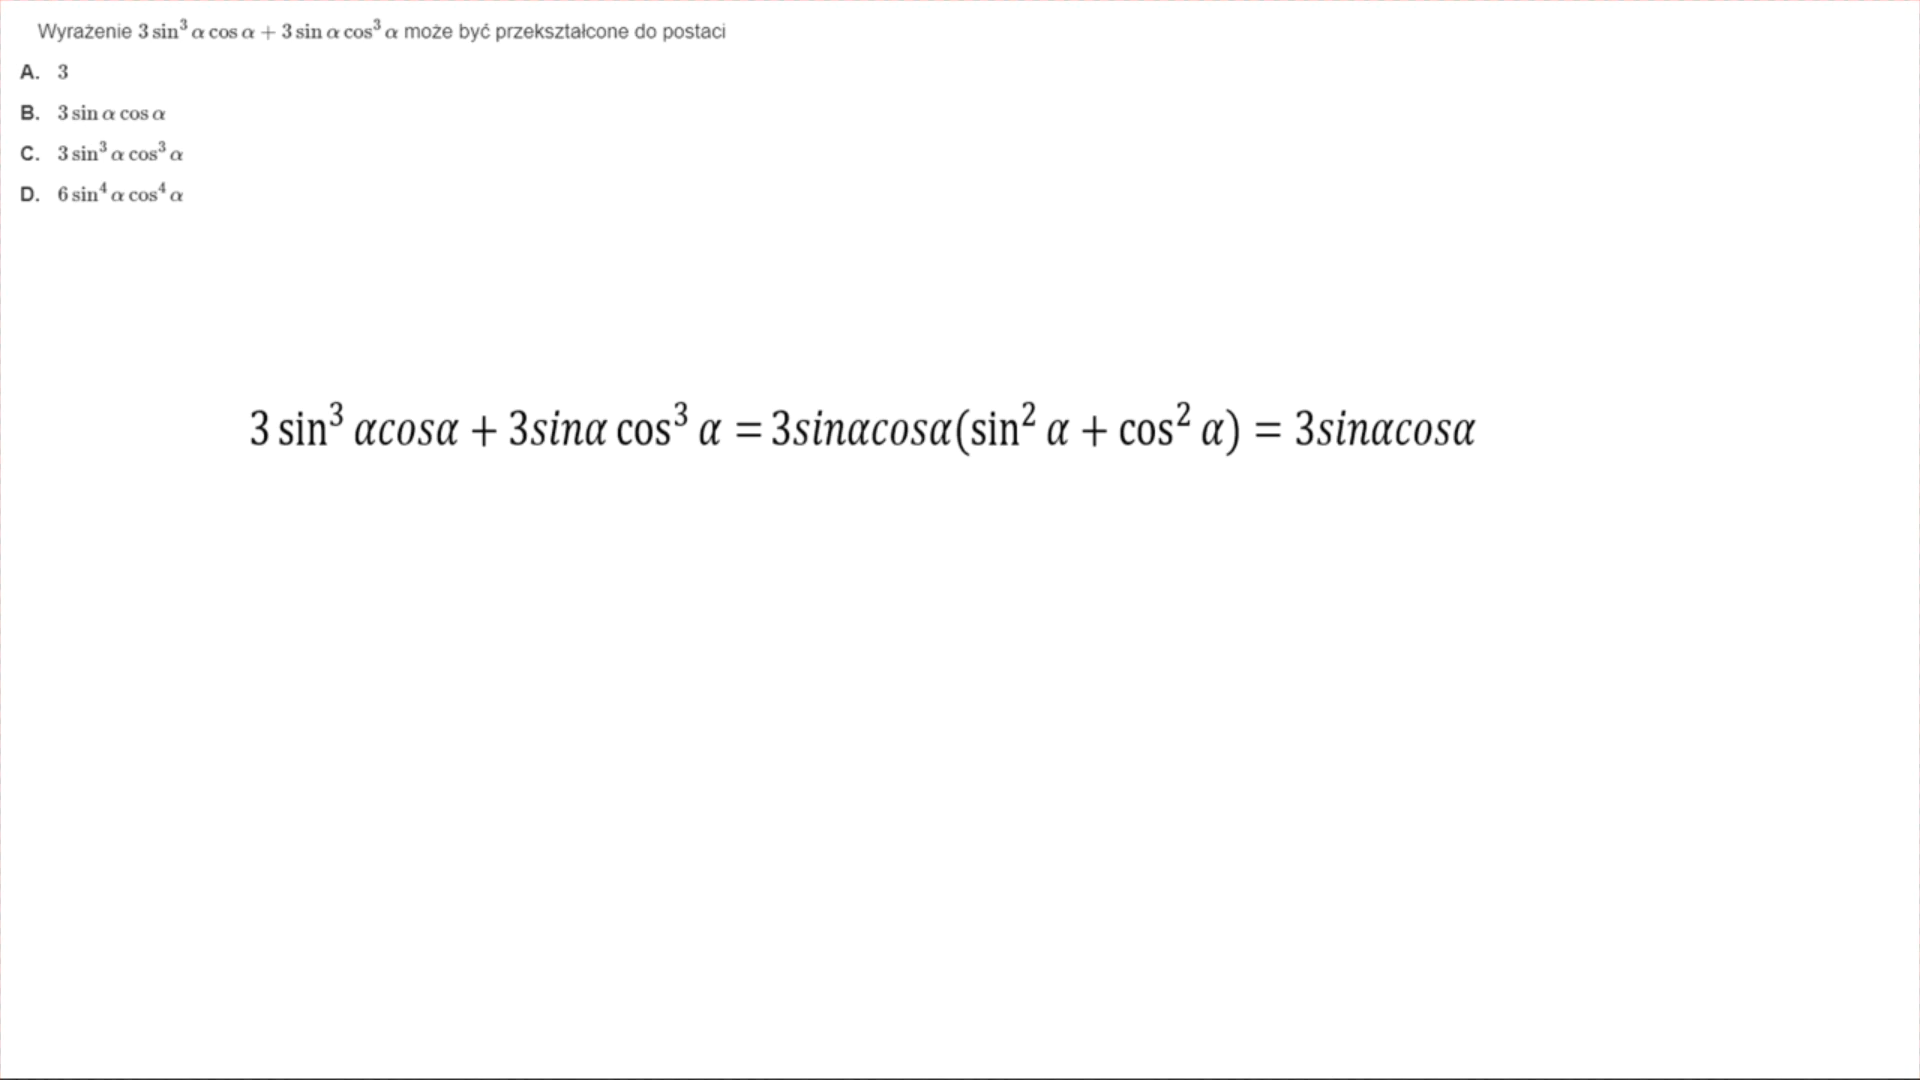 Wyrażenie 3 sin³ α cos α + 3 sin α cos³ α może być przekształcone do postaci
A. 3
B. 3 sin α cos α
C. 3 sin³ α cos³ α
D. 6 sin⁴ α cos⁴ α
3 sin³ αcosα + 3sinα cos³ α = 3sinαcosα(sin² α + cos² α) = 3sinαcosα